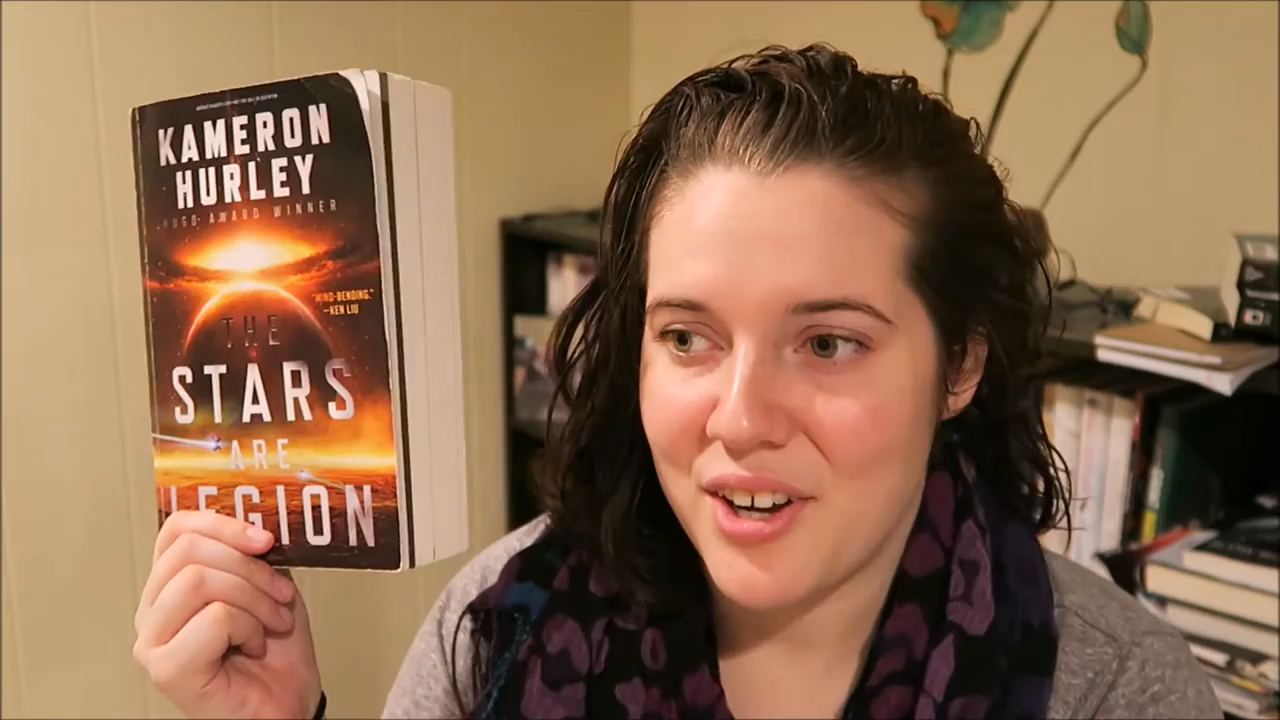 KAMERON
HURLEY
HUGO AWARD WINNER
"MIND-BENDING."
—KEN LIU
THE
STARS
ARE
LEGION